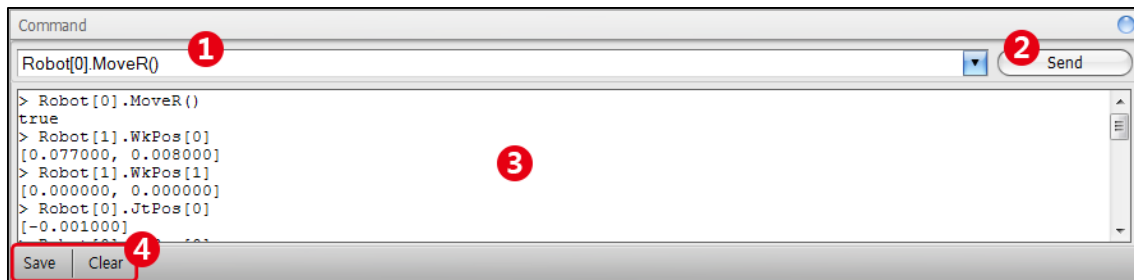 Command
1
Robot[0].MoveR()
2
Send
> Robot[0].MoveR()
true
> Robot[1].WkPos[0]
[0.077000, 0.008000]
> Robot[1].WkPos[1]
[0.000000, 0.000000]
> Robot[0].JtPos[0]
[-0.001000]
3
4
Save Clear